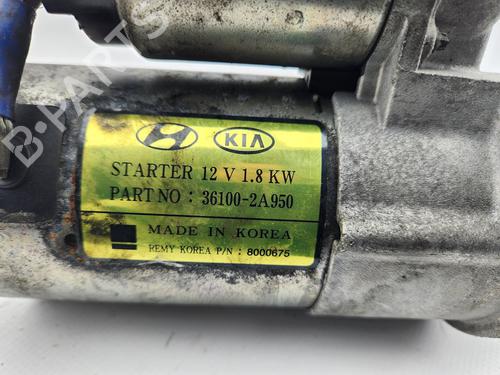 B-PARTS
KIA
STARTER 12 V 1.8 KW
PART NO : 36100-2A950
MADE IN KOREA
REMY KOREA P/N : 8000675